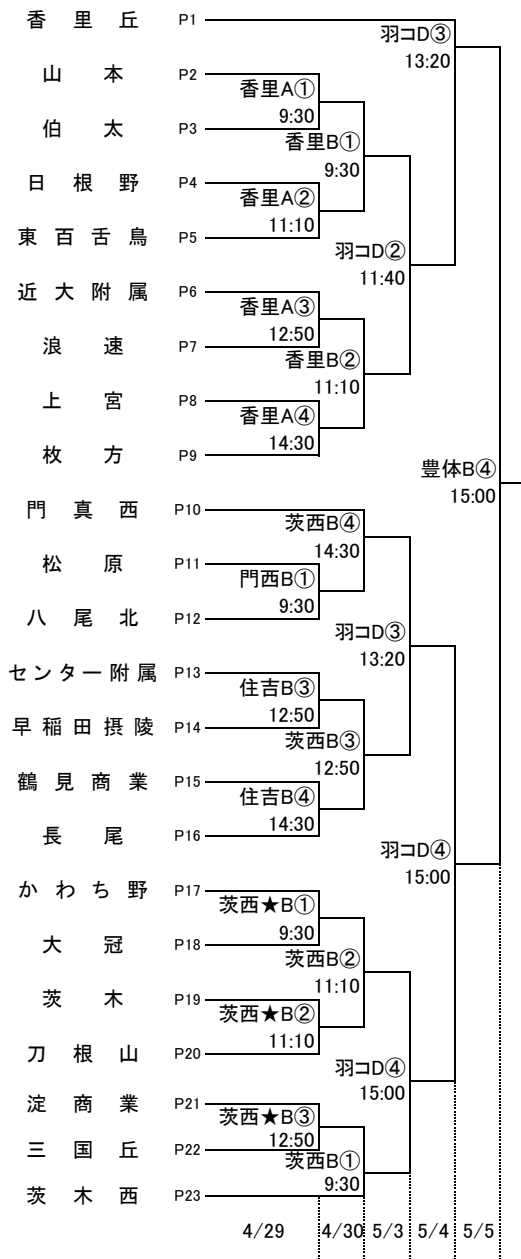 香里丘 P1
羽コD③
13:20
山本 P2
香里A①
9:30
伯太 P3
香里B①
9:30
日根野 P4
香里A②
11:10
東百舌鳥 P5
羽コD②
11:40
近大附属 P6
香里A③
12:50
浪速 P7
香里B②
11:10
上宮 P8
香里A④
14:30
枚方 P9
豊体B④
15:00
門真西 P10
茨西B④
14:30
松原 P11
門西B①
9:30
八尾北 P12
羽コD③
13:20
センター附属 P13
住吉B③
12:50
早稲田摂陵 P14
茨西B③
12:50
鶴見商業 P15
住吉B④
14:30
長尾 P16
羽コD④
15:00
かわち野 P17
茨西★B①
9:30
大冠 P18
茨西B②
11:10
茨木 P19
茨西★B②
11:10
刀根山 P20
羽コD④
15:00
淀商業 P21
茨西★B③
12:50
三国丘 P22
茨西B①
9:30
茨木西 P23
4/29 4/30 5/3 5/4 5/5